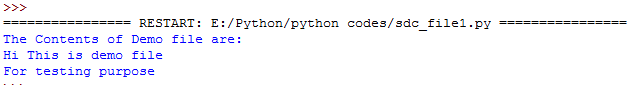 >>>
================ RESTART: E:/Python/python codes/sdc_file1.py ================
The Contents of Demo file are:
Hi This is demo file
For testing purpose